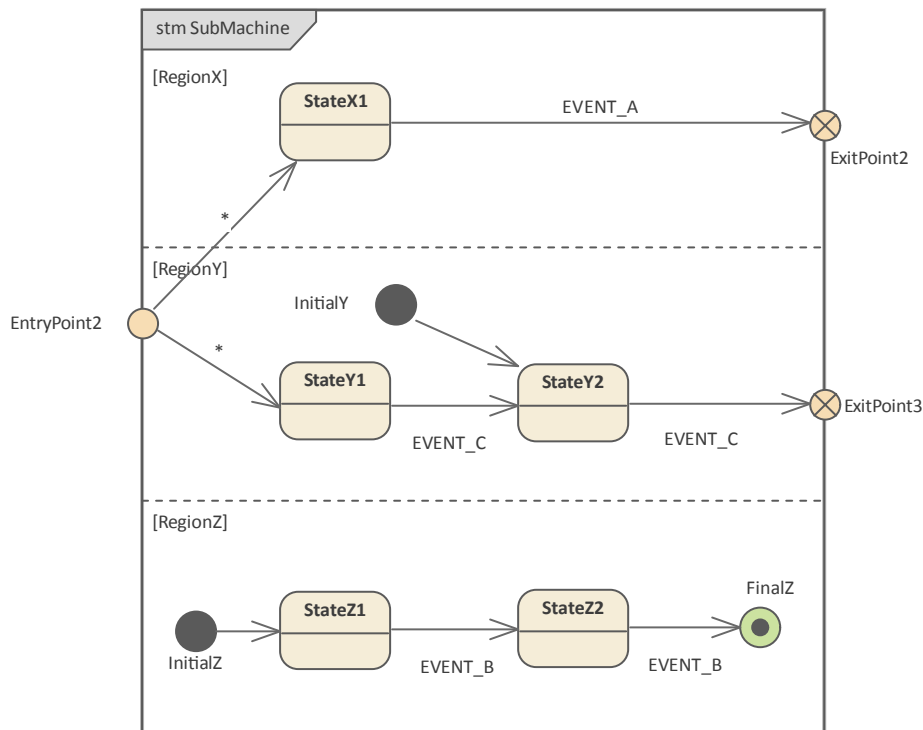 stm SubMachine
[RegionX]
StateX1
EVENT_A
ExitPoint2
*
[RegionY]
InitialY
EntryPoint2
*
StateY1
StateY2
ExitPoint3
EVENT_C
EVENT_C
[RegionZ]
FinalZ
StateZ1
StateZ2
InitialZ
EVENT_B
EVENT_B